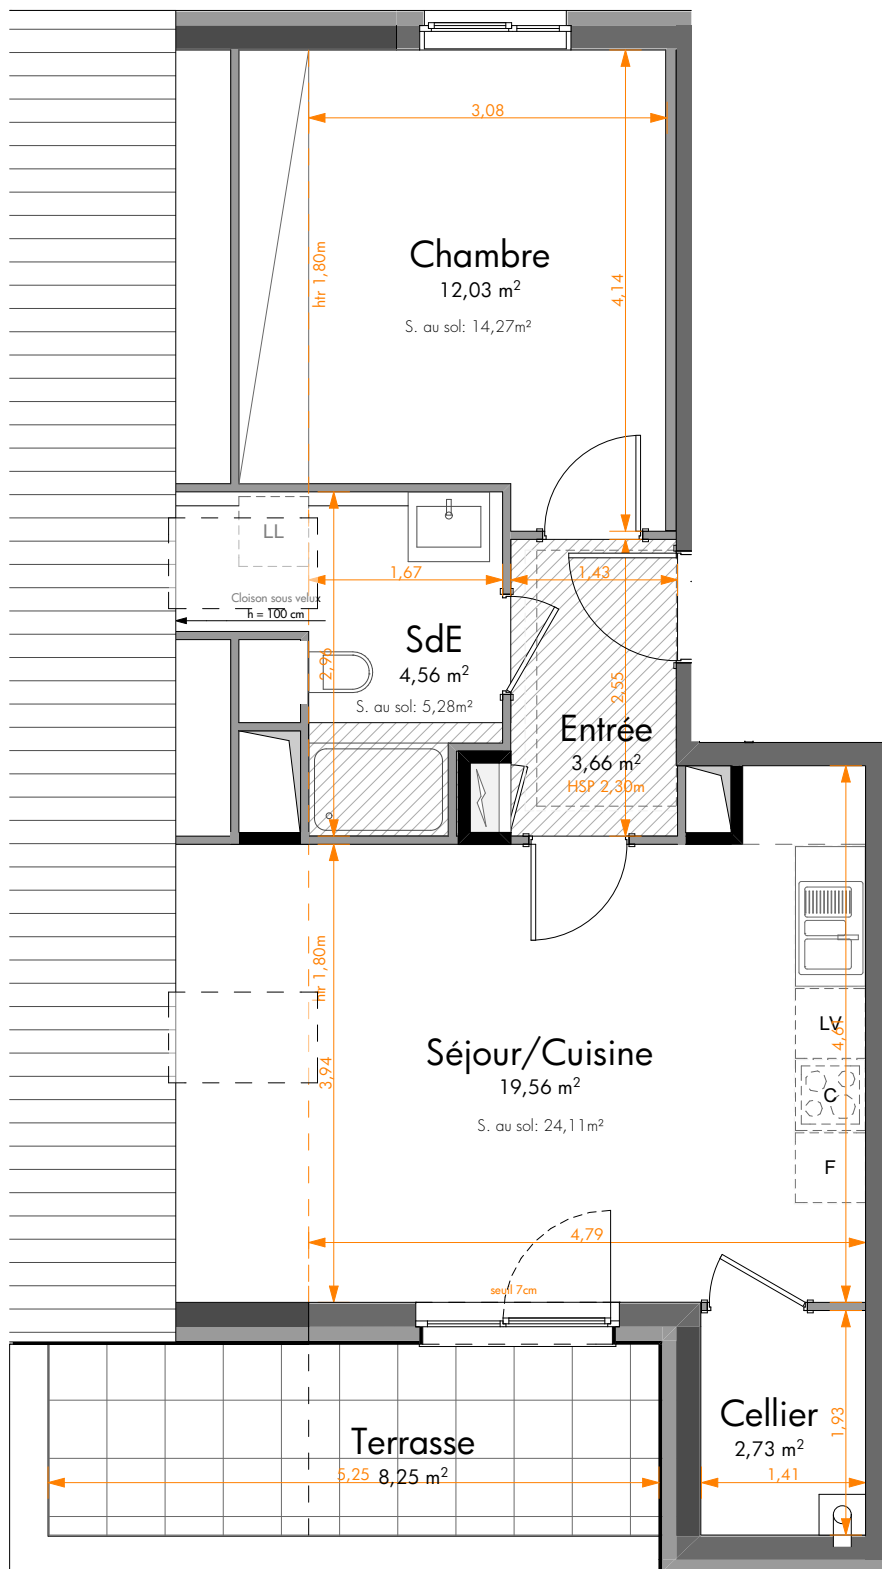 3,08
htr 1,80m
Chambre
12,03 m²
4,14
S. au sol: 14,27m²
LL
1,67
1,43
Cloison sous velux
h = 100 cm
SdE
4,56 m²
2,95
S. au sol: 5,28m²
2,55
Entrée
3,66 m²
HSP 2,30m
htr 1,80m
LV
4,61
Séjour/Cuisine
19,56 m²
3,94
C
S. au sol: 24,11m²
F
4,79
seuil 7cm
Cellier
2,73 m²
1,93
1,41
Terrasse
5,25
8,25 m²